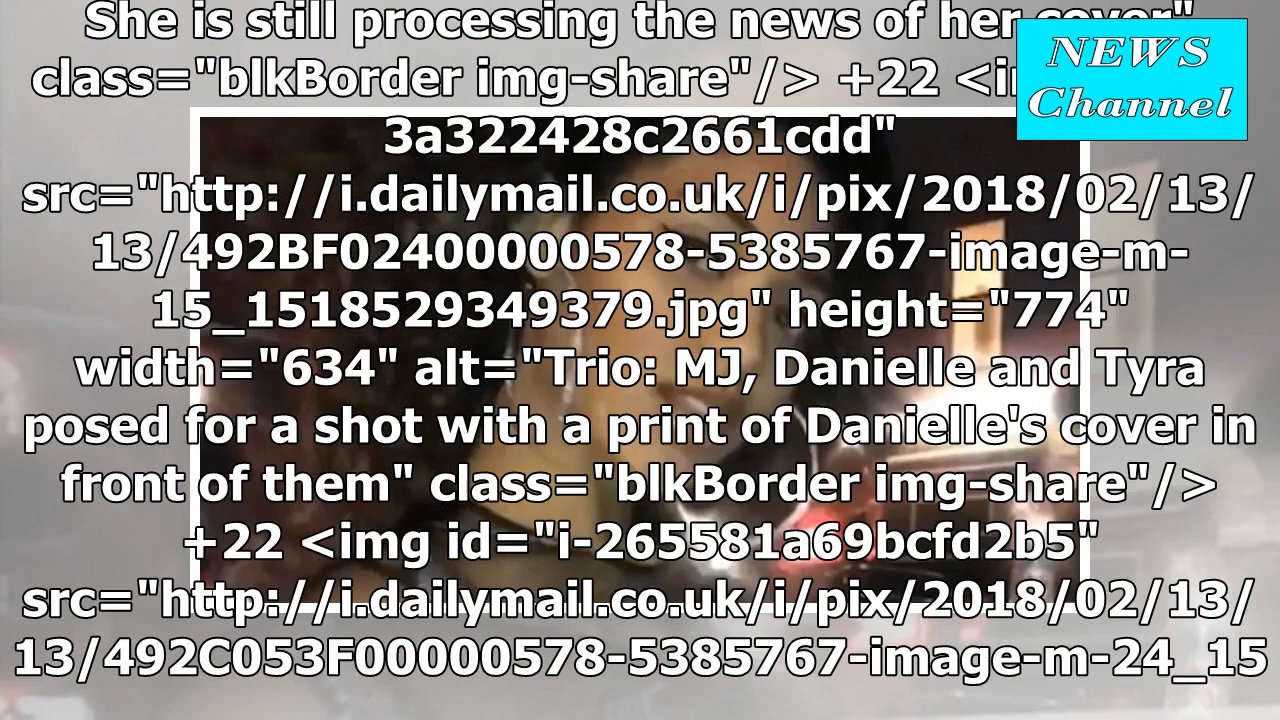 She is still processing the news of her cover"
class="blkBorder img-share"/> +22 <i
NEWS
Channel
3a322428c2661cdd"
src="http://i.dailymail.co.uk/i/pix/2018/02/13/
13/492BF02400000578-5385767-image-m-
15_1518529349379.jpg" height="774"
width="634" alt="Trio: MJ, Danielle and Tyra
posed for a shot with a print of Danielle's cover in
front of them" class="blkBorder img-share"/>
+22 <img id="i-265581a69bcfd2b5"
src="http://i.dailymail.co.uk/i/pix/2018/02/13/
13/492C053F00000578-5385767-image-m-24_15